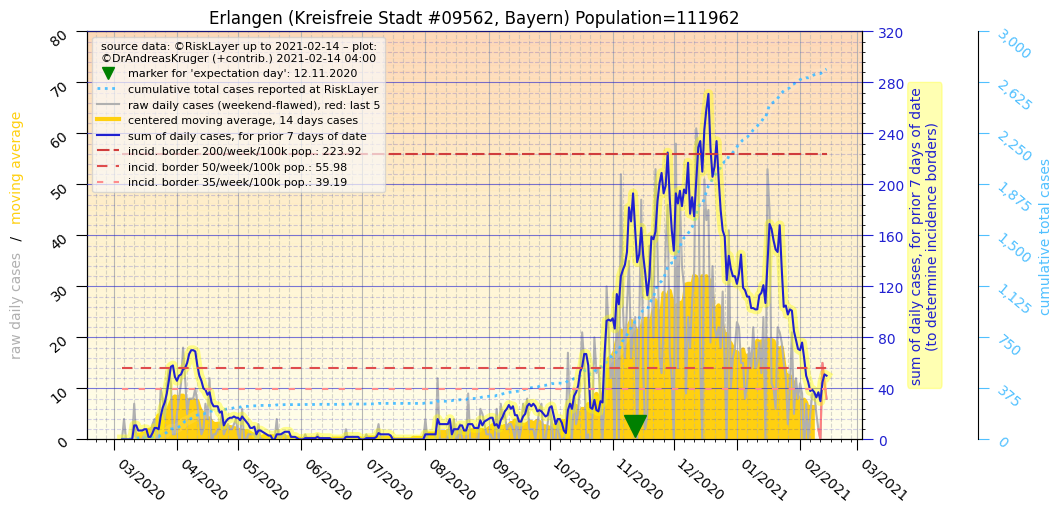 Erlangen (Kreisfreie Stadt #09562, Bayern) Population=111962
source data: ©RiskLayer up to 2021-02-14 – plot:
©DrAndreasKruger (+contrib.) 2021-02-14 04:00
marker for 'expectation day': 12.11.2020
cumulative total cases reported at RiskLayer
raw daily cases (weekend-flawed), red: last 5
centered moving average, 14 days cases
sum of daily cases, for prior 7 days of date
incid. border 200/week/100k pop.: 223.92
incid. border 50/week/100k pop.: 55.98
incid. border 35/week/100k pop.: 39.19
raw daily cases / moving average
80
70
60
50
40
30
20
10
0
03/2020
04/2020
05/2020
06/2020
07/2020
08/2020
09/2020
10/2020
11/2020
12/2020
01/2021
02/2021
03/2021
320
280
240
200
160
120
80
40
0
sum of daily cases, for prior 7 days of date
(to determine incidence borders)
3,000
2,625
2,250
1,875
1,500
1,125
750
375
0
cumulative total cases